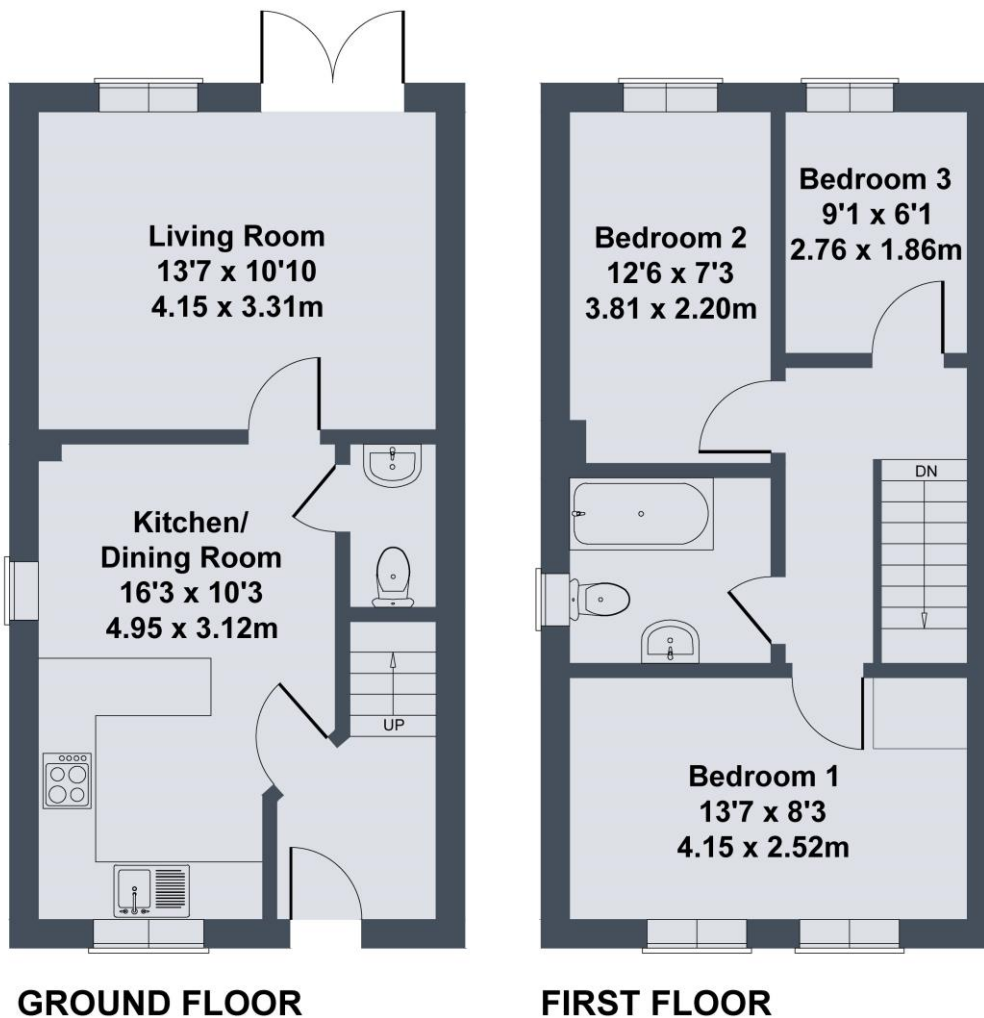 Living Room
13'7 x 10'10
4.15 x 3.31m
Kitchen/
Dining Room
16'3 x 10'3
4.95 x 3.12m
UP
GROUND FLOOR
Bedroom 2
12'6 x 7'3
3.81 x 2.20m
Bedroom 3
9'1 x 6'1
2.76 x 1.86m
DN
Bedroom 1
13'7 x 8'3
4.15 x 2.52m
FIRST FLOOR